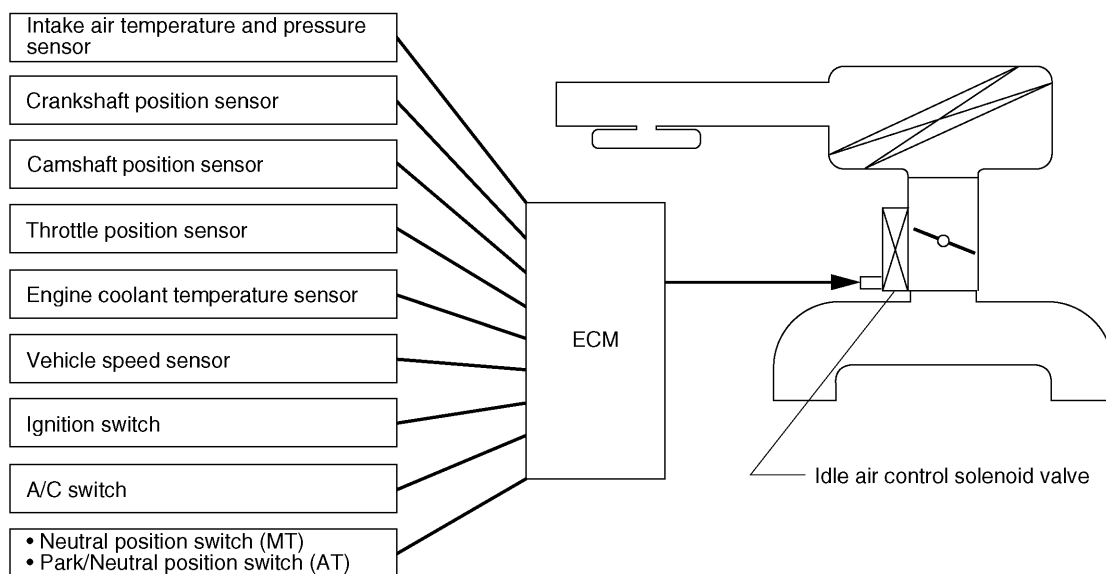 Intake air temperature and pressure
sensor
Crankshaft position sensor
Camshaft position sensor
Throttle position sensor
Engine coolant temperature sensor
Vehicle speed sensor
Ignition switch
A/C switch
• Neutral position switch (MT)
• Park/Neutral position switch (AT)
ECM
Idle air control solenoid valve